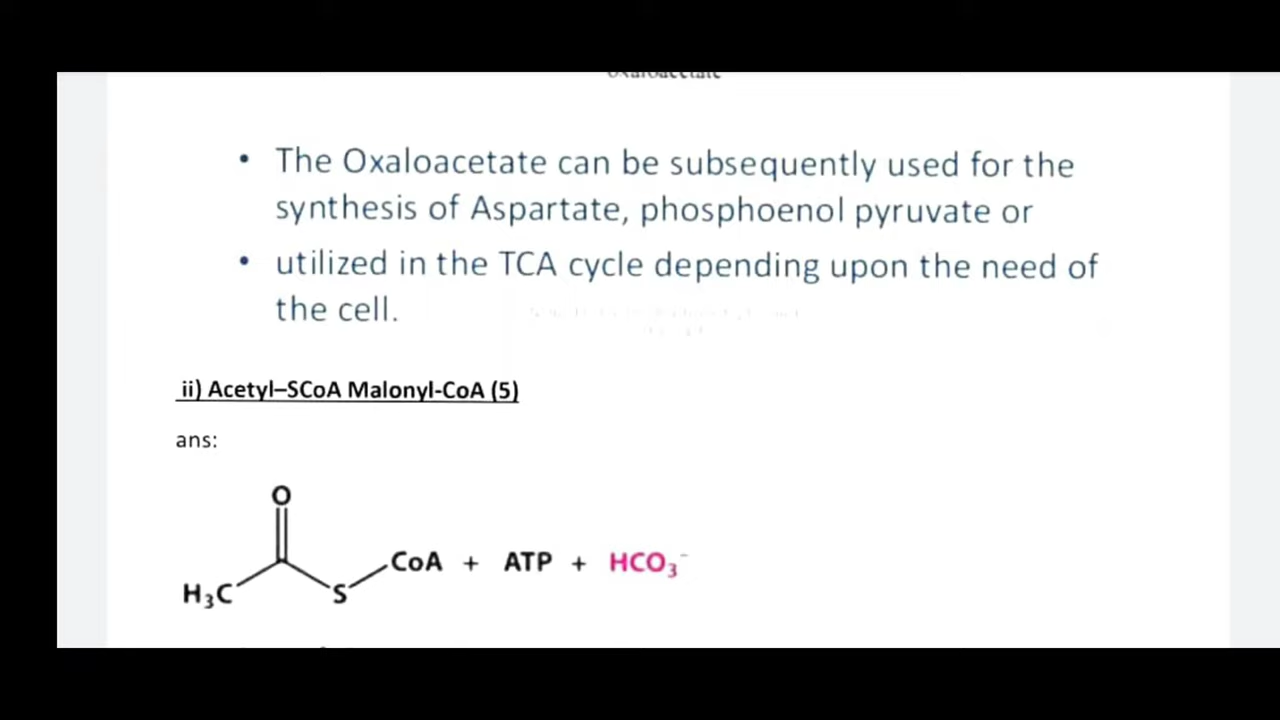 • The Oxaloacetate can be subsequently used for the
synthesis of Aspartate, phosphoenol pyruvate or
• utilized in the TCA cycle depending upon the need of
the cell.
ii) Acetyl–SCoA Malonyl-CoA (5)
ans:
O
CoA + ATP + HCO₃⁻
H₃C S